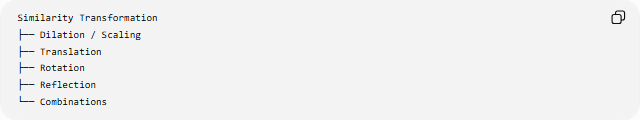 Similarity Transformation
├── Dilation / Scaling
├── Translation
├── Rotation
├── Reflection
└── Combinations